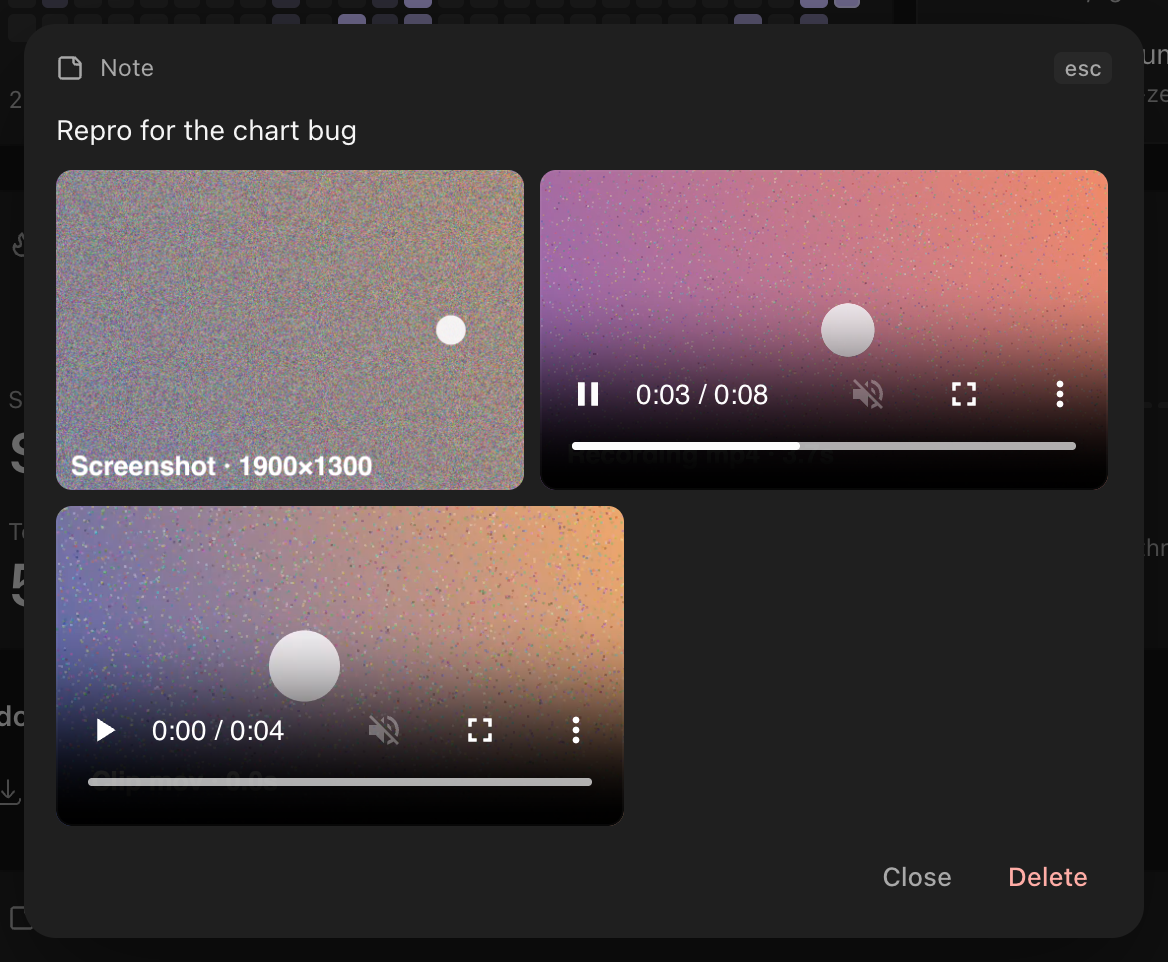 Note
esc
Repro for the chart bug
Screenshot · 1900×1300
0:03 / 0:08
0:00 / 0:04
Close
Delete